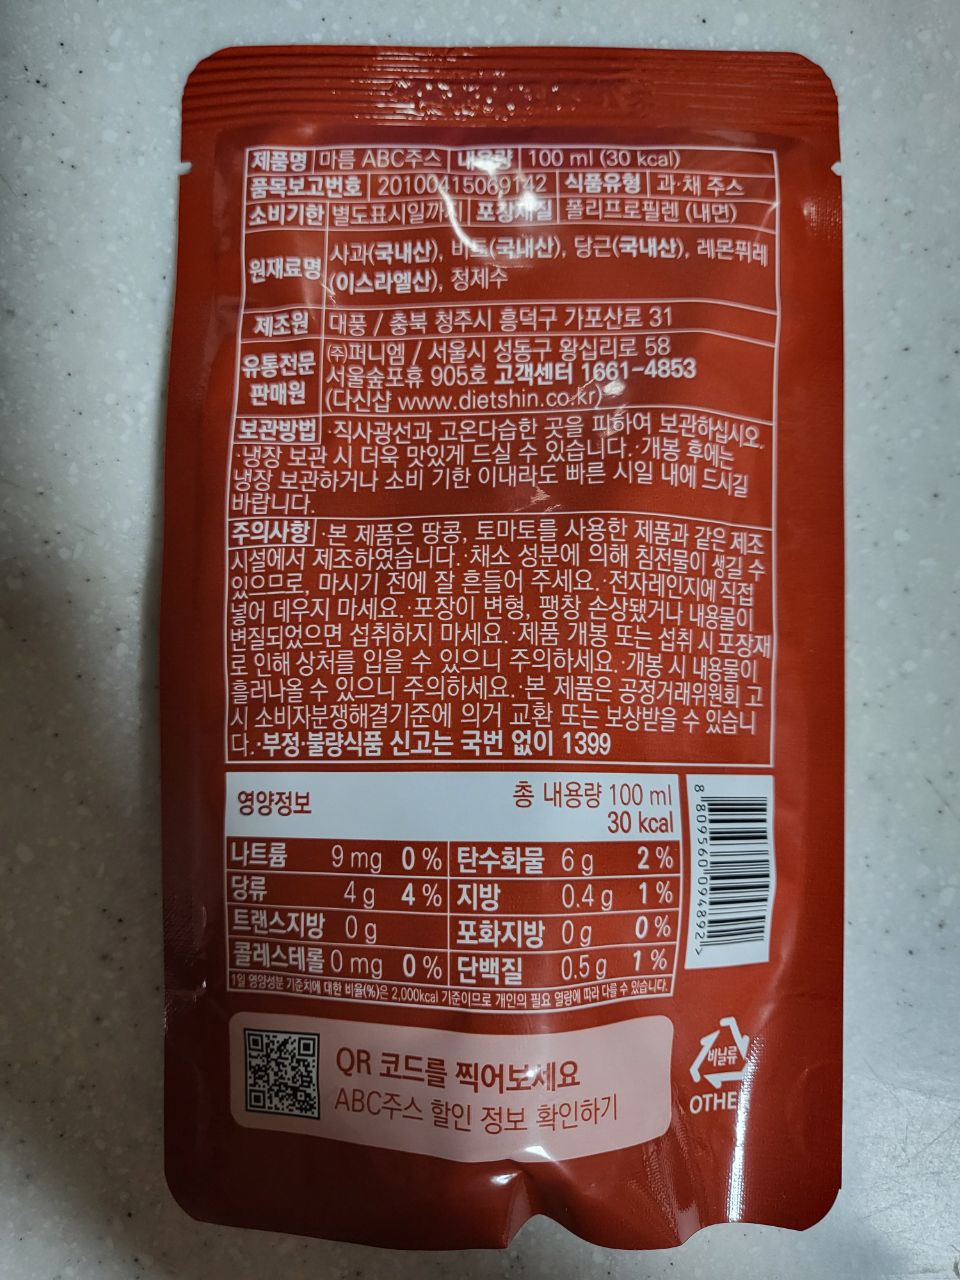 제품명 마름 ABC주스 내용량 100 ml (30 kcal)
품목보고번호 20100415069142 식품유형 과·채 주스
소비기한 별도표시일까지 포장재질 폴리프로필렌 (내면)
원재료명 사과(국내산), 비트(국내산), 당근(국내산), 레몬퓌레
(이스라엘산), 정제수
제조원 대풍 / 충북 청주시 흥덕구 가포산로 31
유통전문
판매원
㈜퍼니엠 / 서울시 성동구 왕십리로 58
서울숲포휴 905호 고객센터 1661-4853
(다신샵 www.dietshin.co.kr)
보관방법 ·직사광선과 고온다습한 곳을 피하여 보관하십시오.
·냉장 보관 시 더욱 맛있게 드실 수 있습니다. ·개봉 후에는
냉장 보관하거나 소비 기한 이내라도 빠른 시일 내에 드시길
바랍니다.
주의사항 ·본 제품은 땅콩, 토마토를 사용한 제품과 같은 제조
시설에서 제조하였습니다. ·채소 성분에 의해 침전물이 생길 수
있으므로, 마시기 전에 잘 흔들어 주세요. ·전자레인지에 직접
넣어 데우지 마세요. ·포장이 변형, 팽창 손상됐거나 내용물이
변질되었으면 섭취하지 마세요. ·제품 개봉 또는 섭취 시 포장재
로 인해 상처를 입을 수 있으니 주의하세요. ·개봉 시 내용물이
흘러나올 수 있으니 주의하세요. ·본 제품은 공정거래위원회 고
시 소비자분쟁해결기준에 의거 교환 또는 보상받을 수 있습니
다. ·부정·불량식품 신고는 국번 없이 1399
영양정보 총 내용량 100 ml
30 kcal
나트륨 9 mg 0 % 탄수화물 6 g 2 %
당류 4 g 4 % 지방 0.4 g 1 %
트랜스지방 0 g 포화지방 0 g 0 %
콜레스테롤 0 mg 0 % 단백질 0.5 g 1 %
1일 영양성분 기준치에 대한 비율(%)은 2,000kcal 기준이므로 개인의 필요 열량에 따라 다를 수 있습니다.
8 809560 094892
QR 코드를 찍어보세요
ABC주스 할인 정보 확인하기
비닐류
OTHER